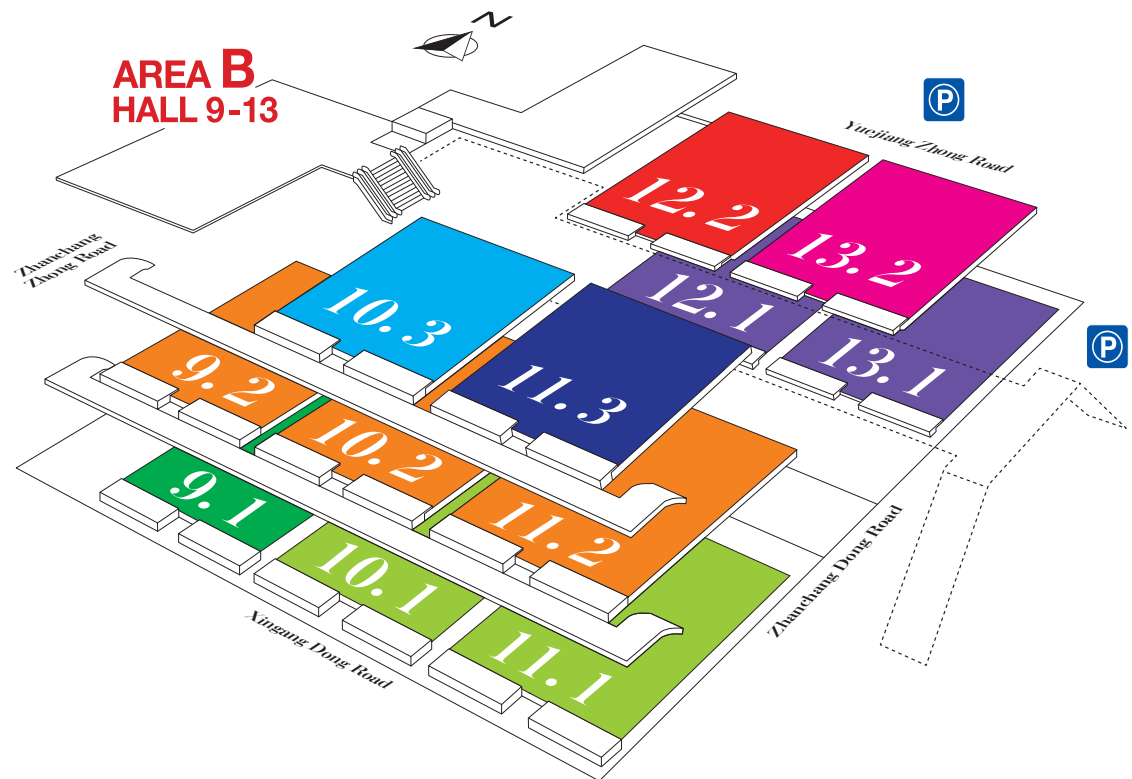 N
AREA B
HALL 9-13
P
Yuejiang Zhong Road
12.2
13.2
Zhanchang
Zhong Road
10.3
12.1
P
13.1
9.2
11.3
10.2
11.2
9.1
10.1
11.1
Zhanchang Dong Road
Xingang Dong Road